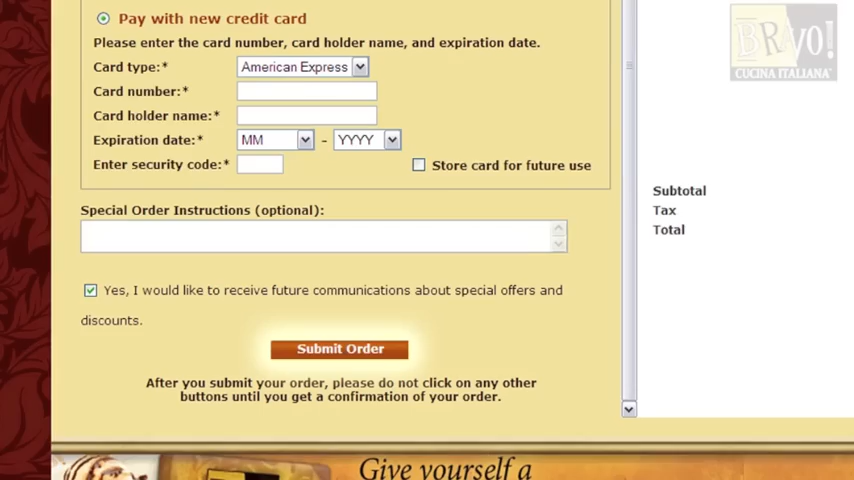 Pay with new credit card
Please enter the card number, card holder name, and expiration date.
Card type:* American Express
Card number:*
Card holder name:*
Expiration date:* MM - YYYY
Enter security code:* Store card for future use
Special Order Instructions (optional):
Yes, I would like to receive future communications about special offers and
discounts.
Submit Order
After you submit your order, please do not click on any other
buttons until you get a confirmation of your order.
BRAVO!
CUCINA ITALIANA
Subtotal
Tax
Total
Give yourself a